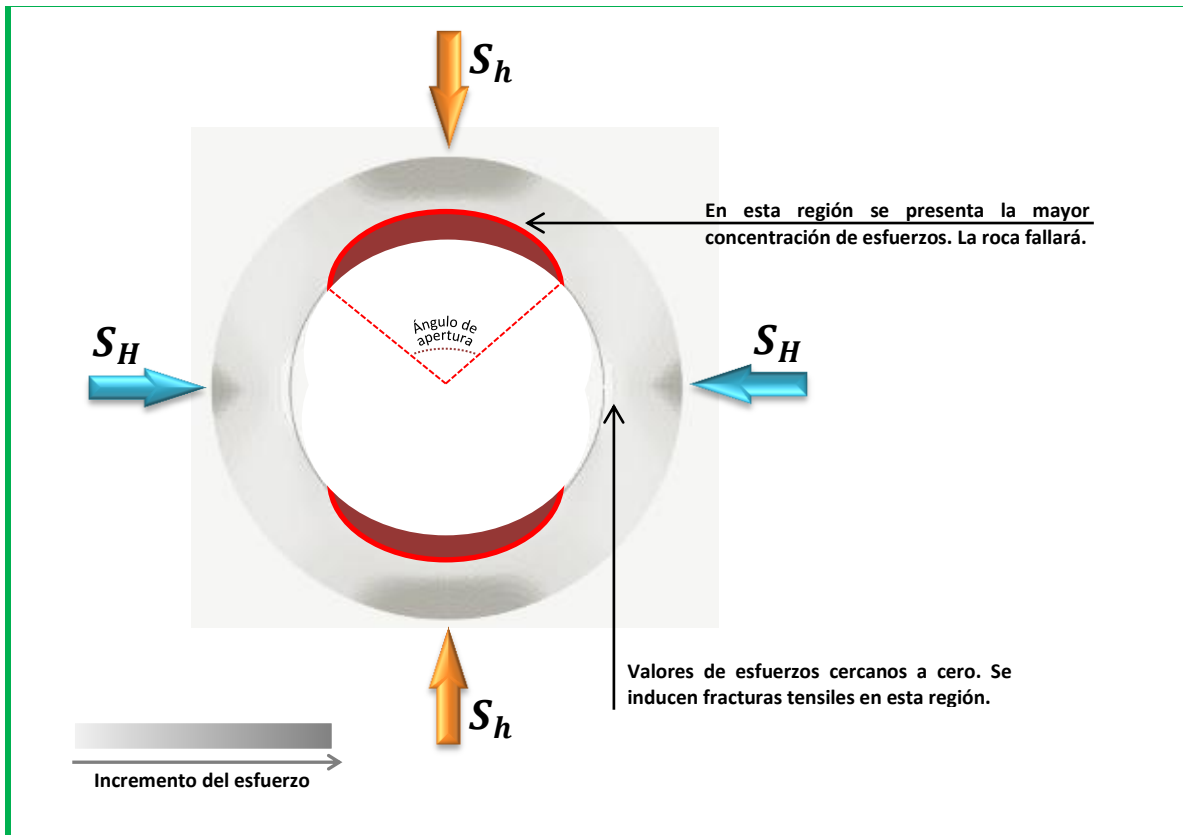 S_h
En esta región se presenta la mayor
concentración de esfuerzos. La roca fallará.
Ángulo de
apertura
S_H
S_H
Valores de esfuerzos cercanos a cero. Se
inducen fracturas tensiles en esta región.
S_h
Incremento del esfuerzo